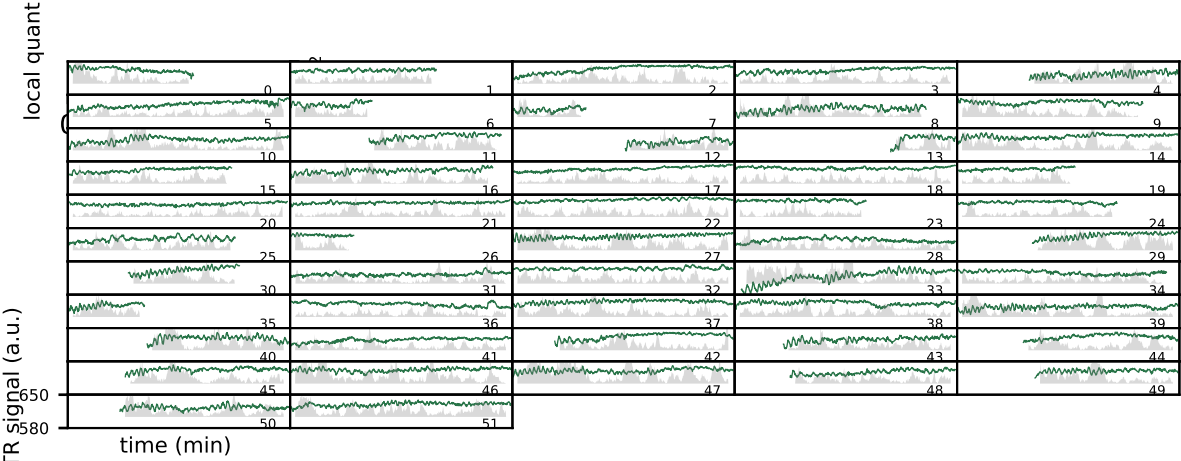 local quant
0 1 2 3 4
5 6 7 8 9
10 11 12 13 14
15 16 17 18 19
20 21 22 23 24
25 26 27 28 29
30 31 32 33 34
35 36 37 38 39
40 41 42 43 44
45 46 47 48 49
650
50 51
580
TR signal (a.u.)
time (min)